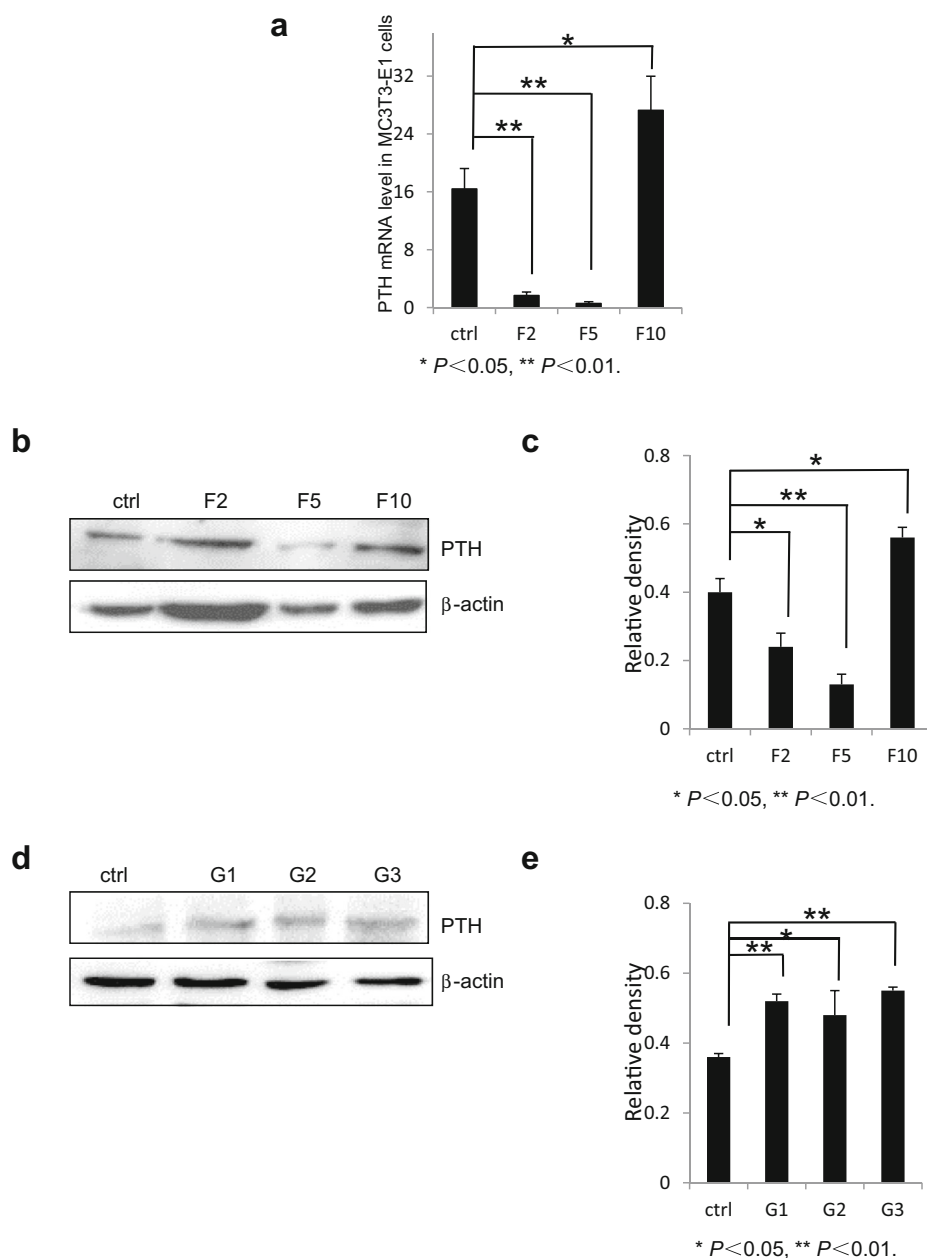 a
PTH mRNA level in MC3T3-E1 cells
32
24
16
8
0
* ** **
ctrl F2 F5 F10
* P<0.05, ** P<0.01.
b
ctrl F2 F5 F10
PTH
β-actin
c
Relative density
0.8
0.6
0.4
0.2
0
* ** *
ctrl F2 F5 F10
* P<0.05, ** P<0.01.
d
ctrl G1 G2 G3
PTH
β-actin
e
Relative density
0.8
0.6
0.4
0.2
0
** * **
ctrl G1 G2 G3
* P<0.05, ** P<0.01.